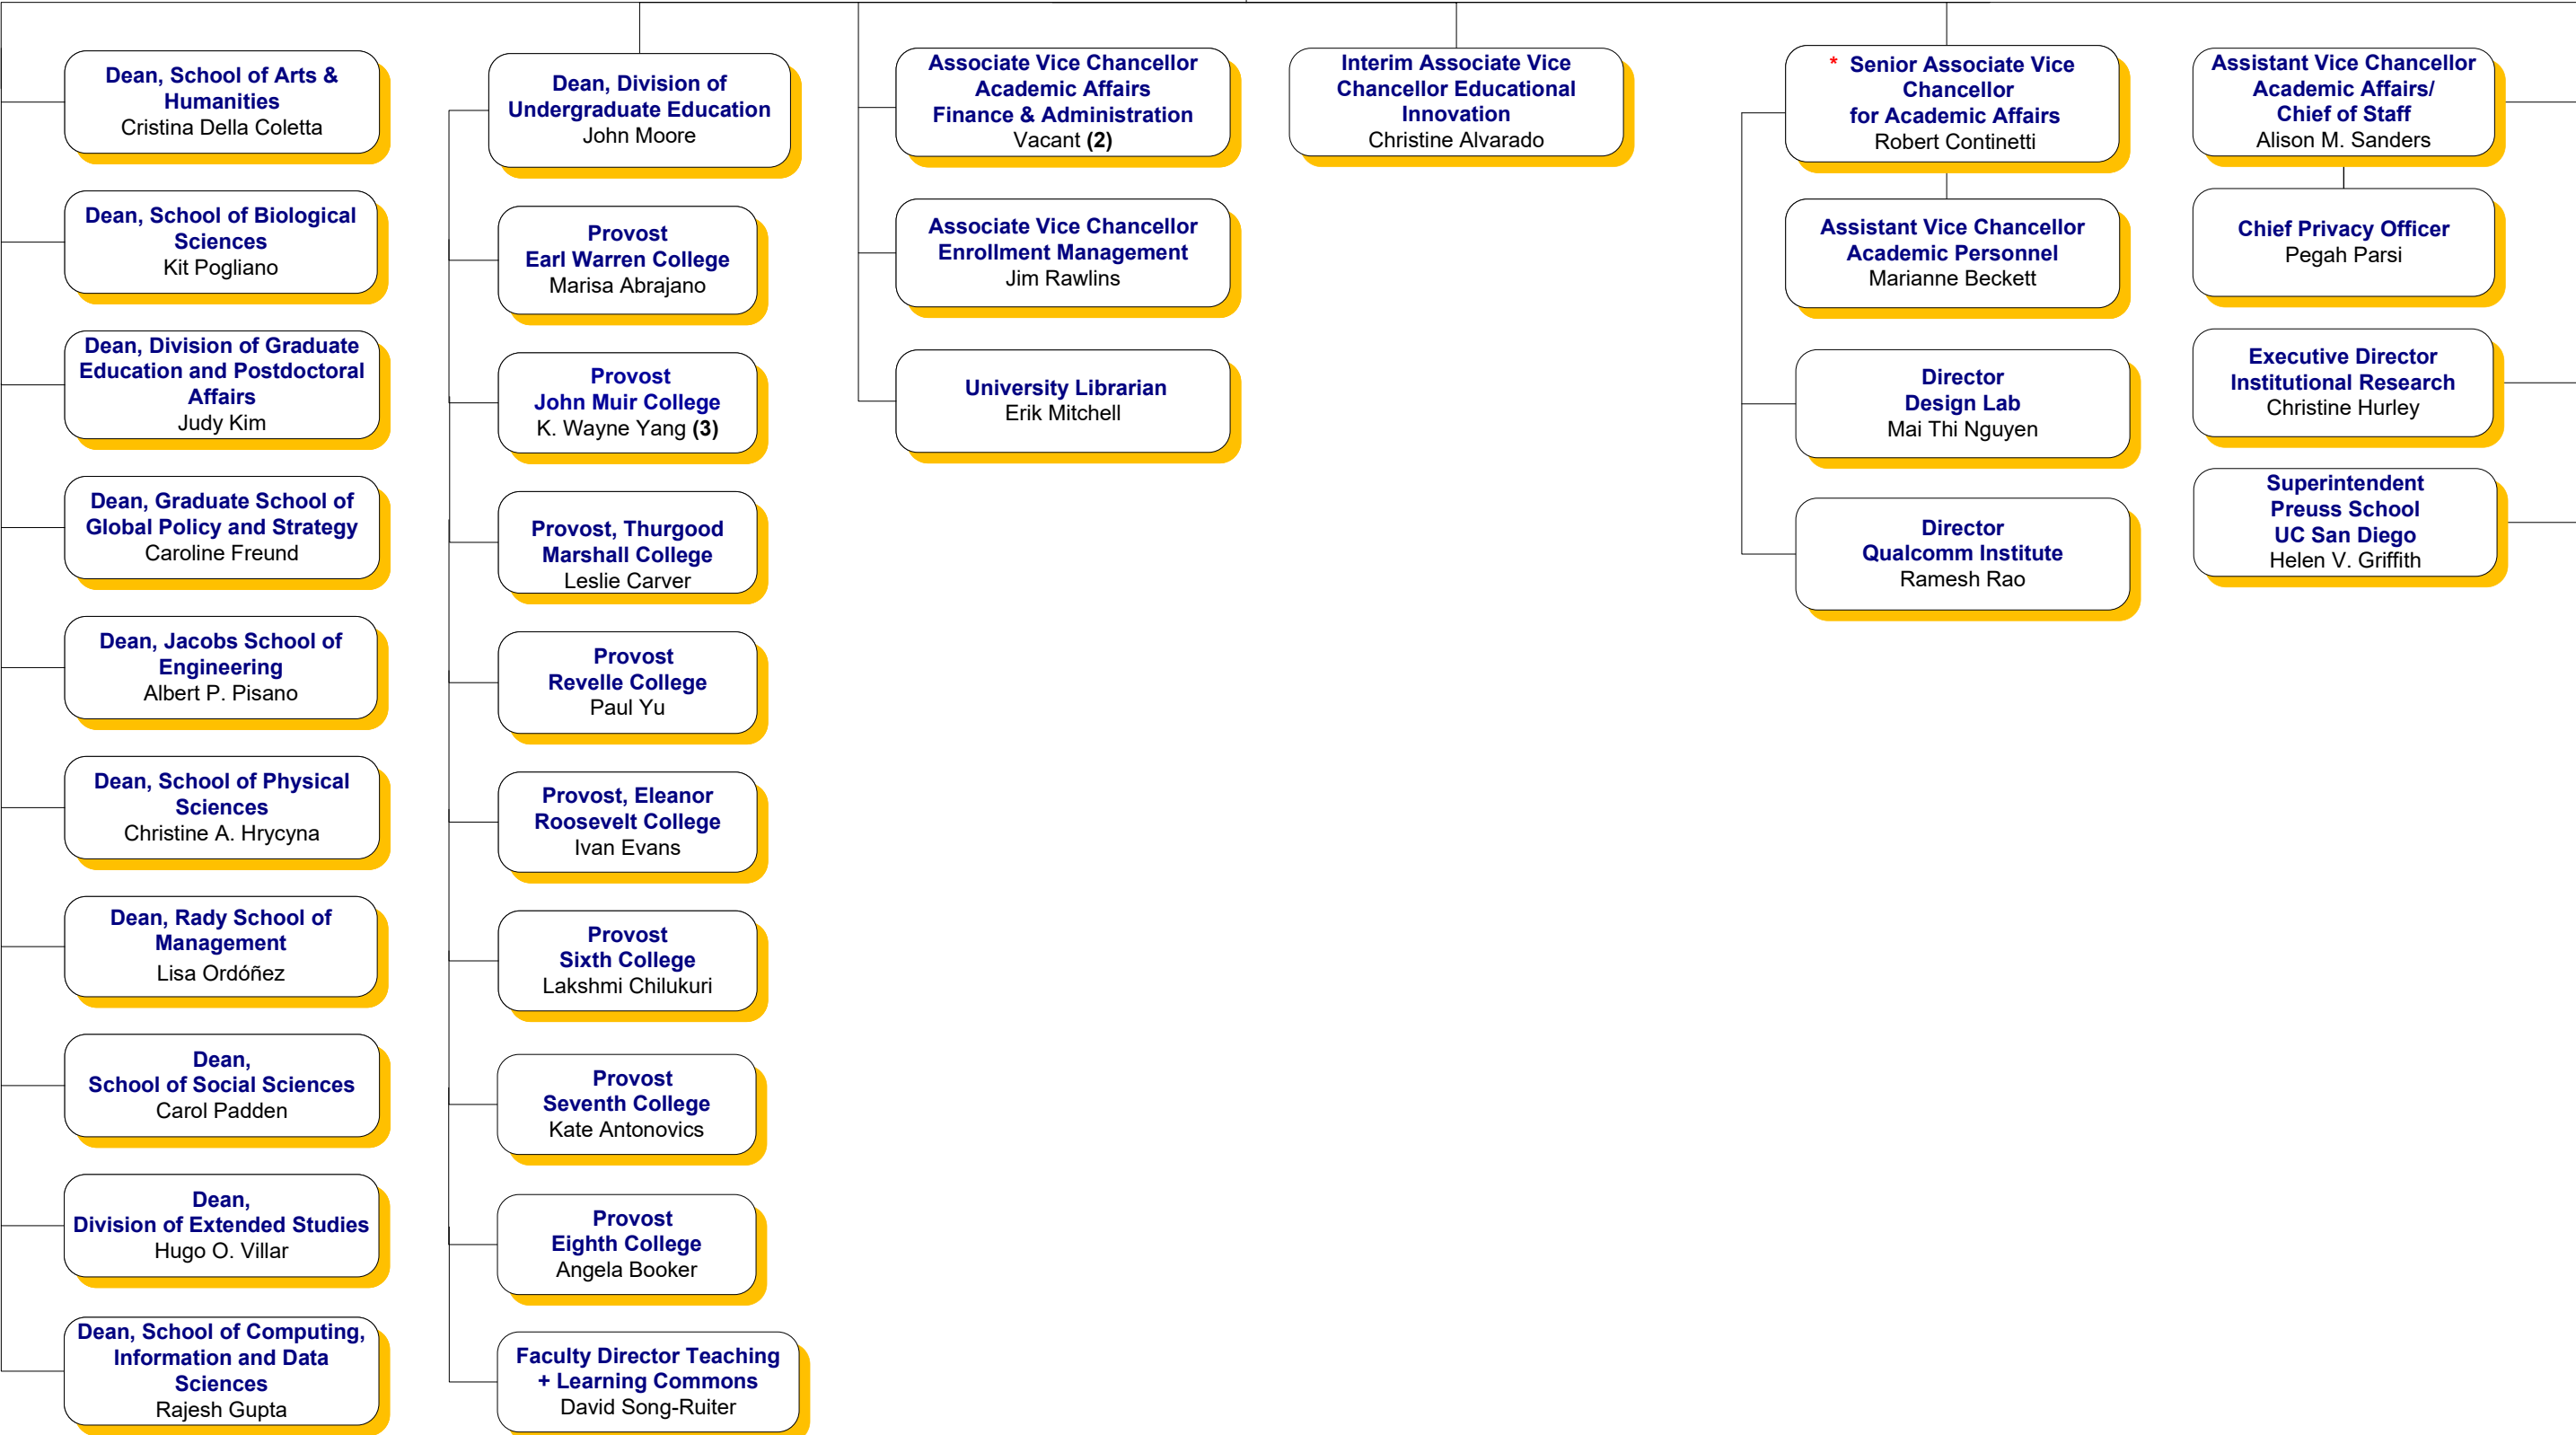 Dean, School of Arts &
Humanities
Cristina Della Coletta
Dean, School of Biological
Sciences
Kit Pogliano
Dean, Division of Graduate
Education and Postdoctoral
Affairs
Judy Kim
Dean, Graduate School of
Global Policy and Strategy
Caroline Freund
Dean, Jacobs School of
Engineering
Albert P. Pisano
Dean, School of Physical
Sciences
Christine A. Hrycyna
Dean, Rady School of
Management
Lisa Ordóñez
Dean,
School of Social Sciences
Carol Padden
Dean,
Division of Extended Studies
Hugo O. Villar
Dean, School of Computing,
Information and Data
Sciences
Rajesh Gupta
Dean, Division of
Undergraduate Education
John Moore
Provost
Earl Warren College
Marisa Abrajano
Provost
John Muir College
K. Wayne Yang (3)
Provost, Thurgood
Marshall College
Leslie Carver
Provost
Revelle College
Paul Yu
Provost, Eleanor
Roosevelt College
Ivan Evans
Provost
Sixth College
Lakshmi Chilukuri
Provost
Seventh College
Kate Antonovics
Provost
Eighth College
Angela Booker
Faculty Director Teaching
+ Learning Commons
David Song-Ruiter
Associate Vice Chancellor
Academic Affairs
Finance & Administration
Vacant (2)
Associate Vice Chancellor
Enrollment Management
Jim Rawlins
University Librarian
Erik Mitchell
Interim Associate Vice
Chancellor Educational
Innovation
Christine Alvarado
* Senior Associate Vice
Chancellor
for Academic Affairs
Robert Continetti
Assistant Vice Chancellor
Academic Personnel
Marianne Beckett
Director
Design Lab
Mai Thi Nguyen
Director
Qualcomm Institute
Ramesh Rao
Assistant Vice Chancellor
Academic Affairs/
Chief of Staff
Alison M. Sanders
Chief Privacy Officer
Pegah Parsi
Executive Director
Institutional Research
Christine Hurley
Superintendent
Preuss School
UC San Diego
Helen V. Griffith